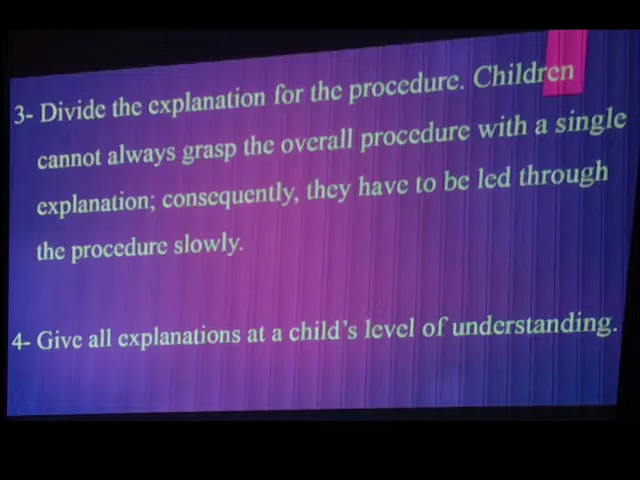 3- Divide the explanation for the procedure. Children
cannot always grasp the overall procedure with a single
explanation; consequently, they have to be led through
the procedure slowly.
4- Give all explanations at a child's level of understanding.